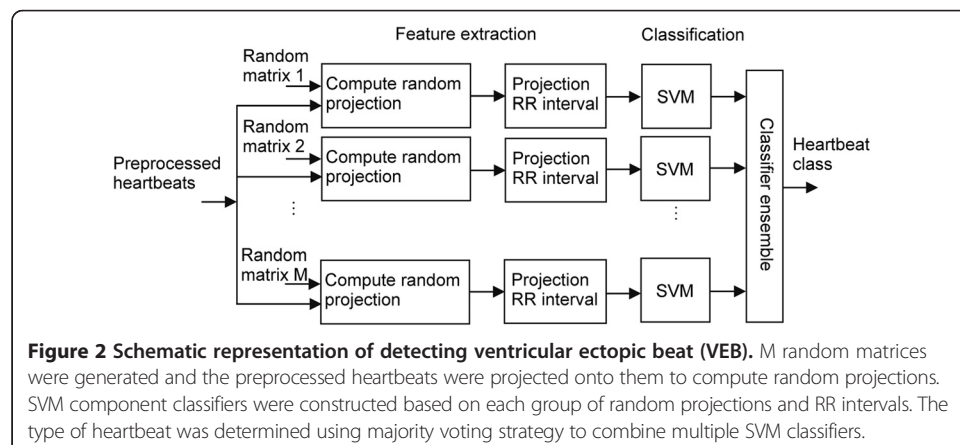 Feature extraction
Classification
Random
matrix 1
Compute random
projection
Projection
RR interval
SVM
Random
matrix 2
Compute random
projection
Projection
RR interval
SVM
Preprocessed
heartbeats
Classifier ensemble
Heartbeat
class
...
...
Random
matrix M
Compute random
projection
Projection
RR interval
SVM
Figure 2 Schematic representation of detecting ventricular ectopic beat (VEB). M random matrices
were generated and the preprocessed heartbeats were projected onto them to compute random projections.
SVM component classifiers were constructed based on each group of random projections and RR intervals. The
type of heartbeat was determined using majority voting strategy to combine multiple SVM classifiers.